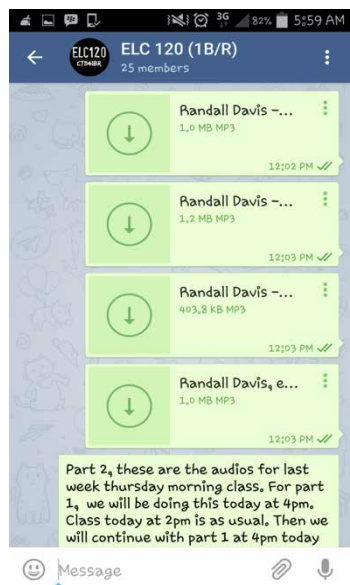 3G 82% 5:59 AM
ELC120
CTMABR
ELC 120 (1B/R)
25 members
Randall Davis -...
1,0 MB MP3
12:02 PM
Randall Davis -...
1,2 MB MP3
12:03 PM
Randall Davis -...
403,8 KB MP3
12:03 PM
Randall Davis, e...
1,0 MB MP3
12:03 PM
Part 2, these are the audios for last
week thursday morning class. For part
1, we will be doing this today at 4pm.
Class today at 2pm is as usual. Then we
will continue with part 1 at 4pm today
Message